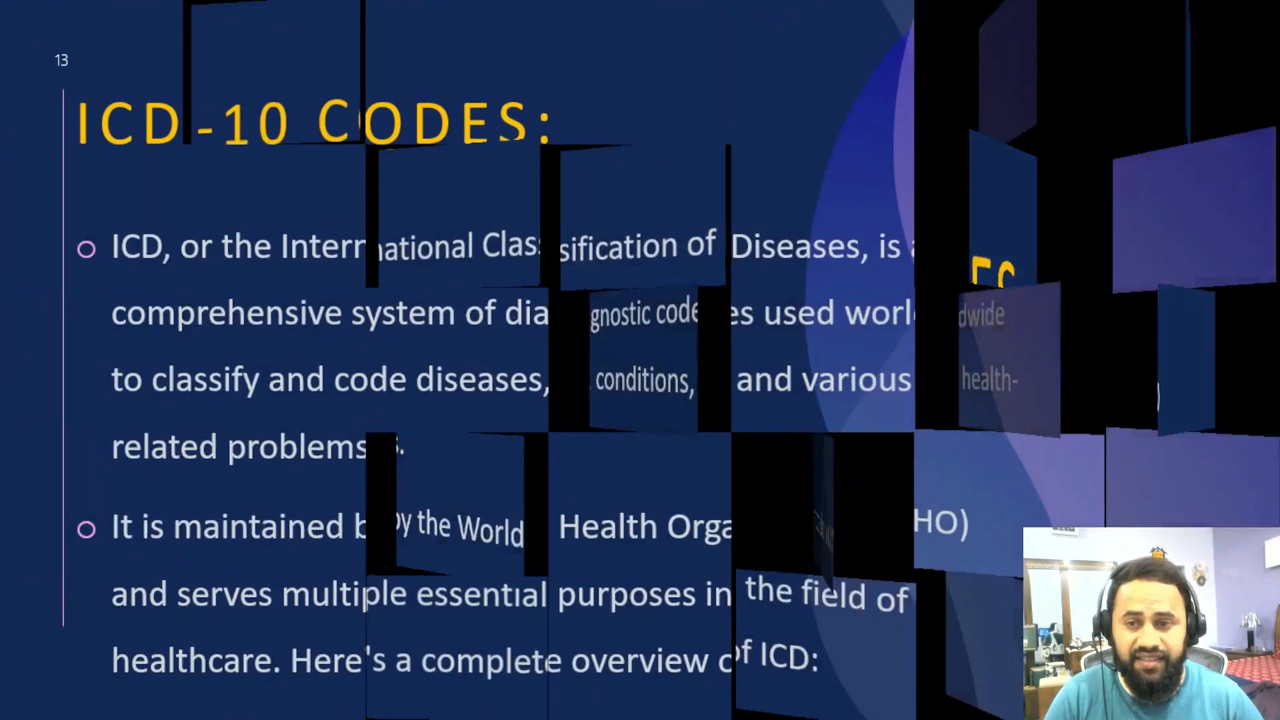 13
ICD-10 CODES:
ICD, or the International Classification of Diseases, is a
comprehensive system of diagnostic codes used worldwide
to classify and code diseases, conditions, and various health-
related problems.
It is maintained by the World Health Orga HO)
and serves multiple essential purposes in the field of
healthcare. Here's a complete overview of ICD: